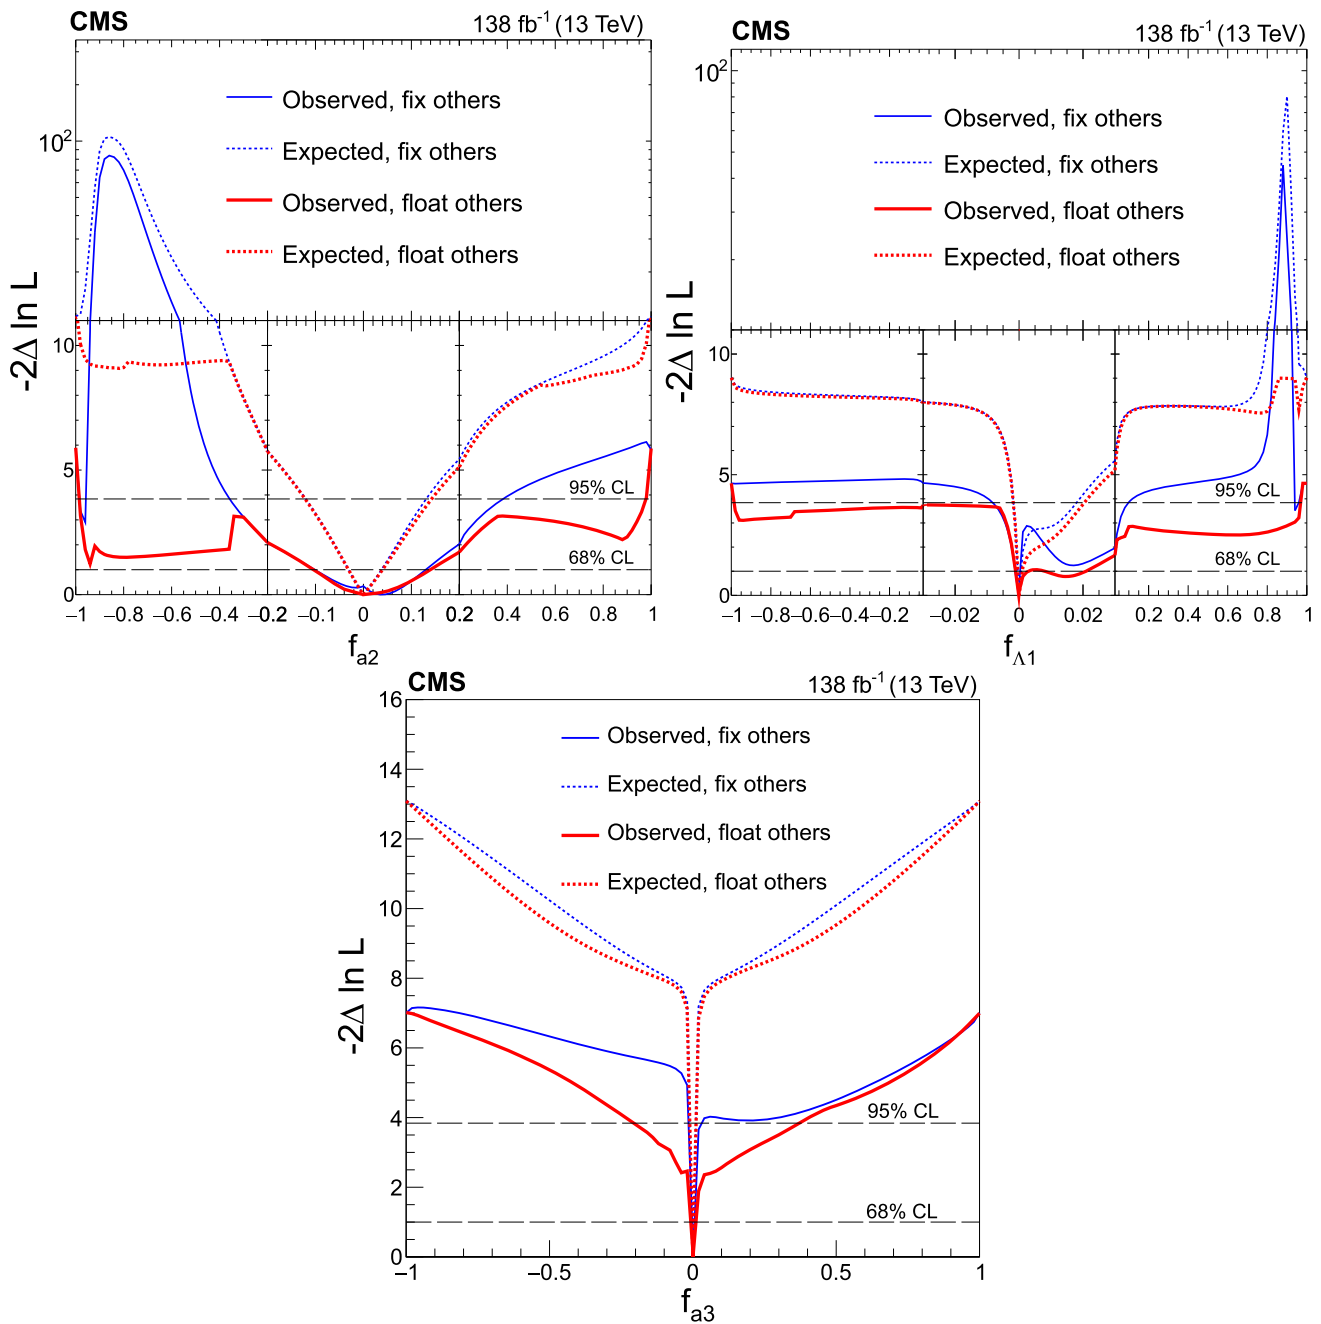 CMS 138 fb⁻¹ (13 TeV)
Observed, fix others
Expected, fix others
Observed, float others
Expected, float others
10²
10
5
0
-2Δ ln L
95% CL
68% CL
−1 −0.8 −0.6 −0.4 −0.2 −0.1 0 0.1 0.2 0.4 0.6 0.8 1
f_a2
CMS 138 fb⁻¹ (13 TeV)
Observed, fix others
Expected, fix others
Observed, float others
Expected, float others
10²
10
5
0
-2Δ ln L
95% CL
68% CL
−1 −0.8 −0.6 −0.4 −0.2 −0.02 0 0.02 0.2 0.4 0.6 0.8 1
f_Λ1
CMS 138 fb⁻¹ (13 TeV)
Observed, fix others
Expected, fix others
Observed, float others
Expected, float others
16
14
12
10
8
6
4
2
0
-2Δ ln L
95% CL
68% CL
−1 −0.5 0 0.5 1
f_a3